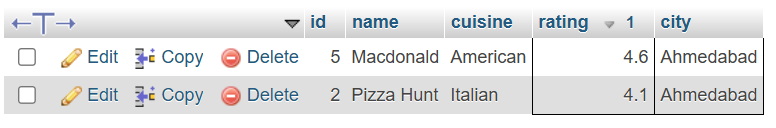 id name cuisine rating 1 city
Edit Copy Delete 5 Macdonald American 4.6 Ahmedabad
Edit Copy Delete 2 Pizza Hunt Italian 4.1 Ahmedabad